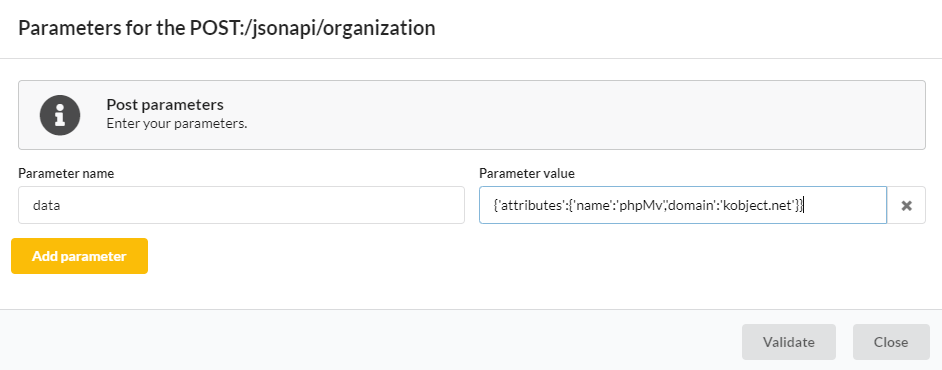 Parameters for the POST:/jsonapi/organization
Post parameters
Enter your parameters.
Parameter name
Parameter value
data
{'attributes':{'name':'phpMv','domain':'kobject.net'}}
Add parameter
Validate
Close